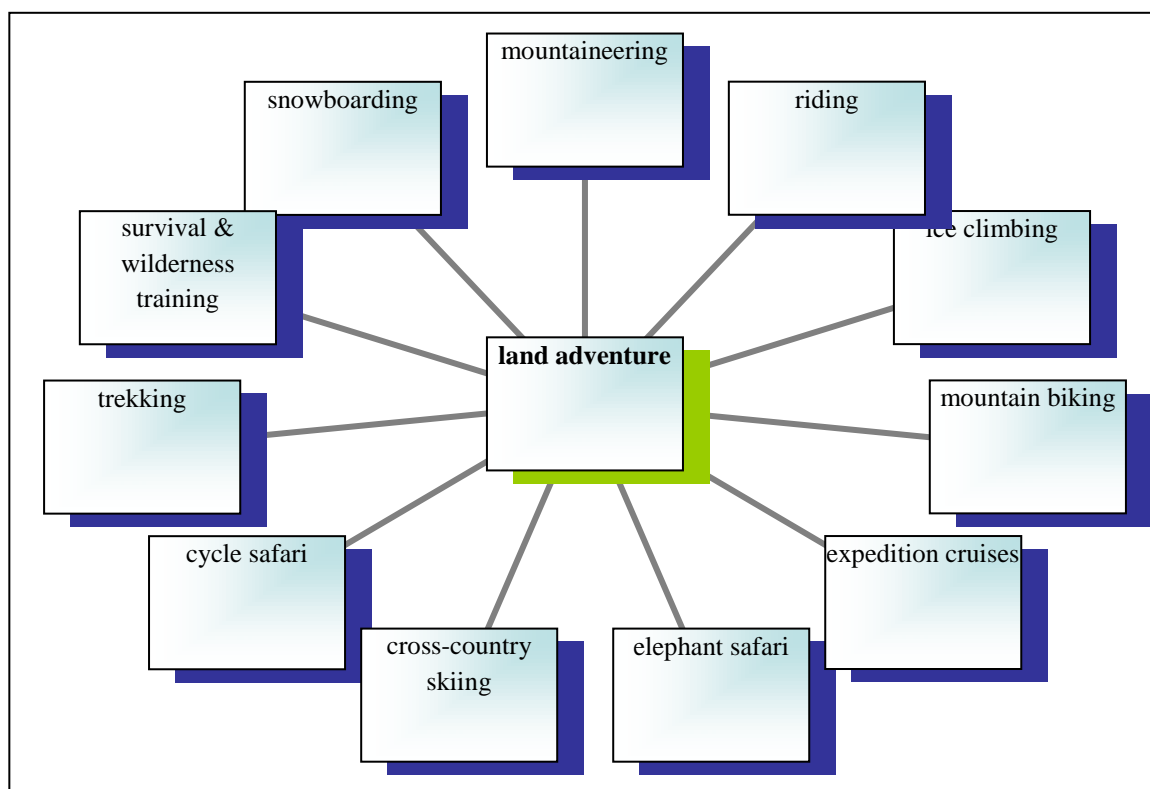 mountaineering
snowboarding
riding
survival &
wilderness
training
ice climbing
land adventure
trekking
mountain biking
cycle safari
expedition cruises
cross-country
skiing
elephant safari